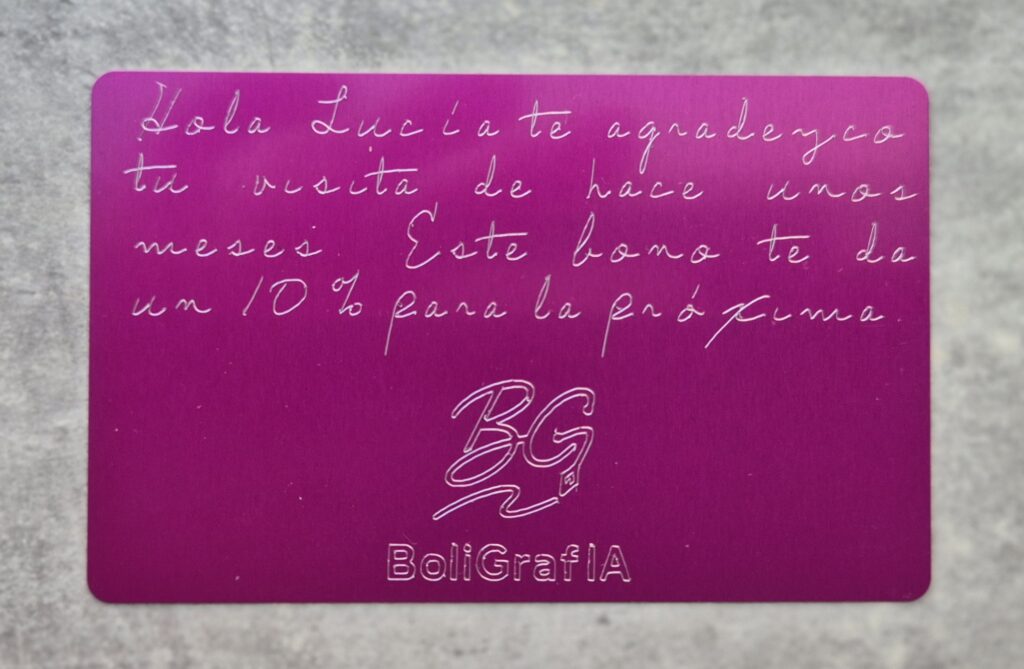 Hola Lucía te agradezco
tu visita de hace unos
meses. Este bono te da
un 10% para la próxima.
BG
BoliGrafIA